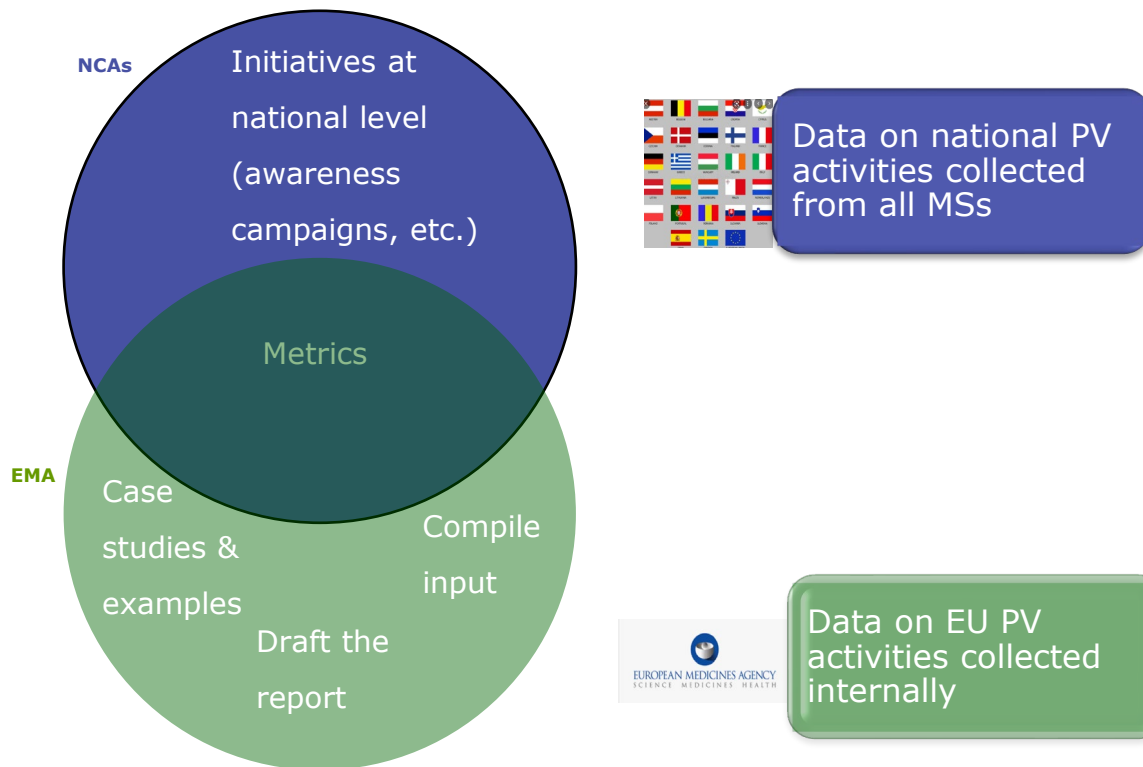 NCAs
Initiatives at
national level
(awareness
campaigns, etc.)
Metrics
EMA
Case
studies &
examples
Compile
input
Draft the
report
Data on national PV
activities collected
from all MSs
EUROPEAN MEDICINES AGENCY
SCIENCE MEDICINES HEALTH
Data on EU PV
activities collected
internally